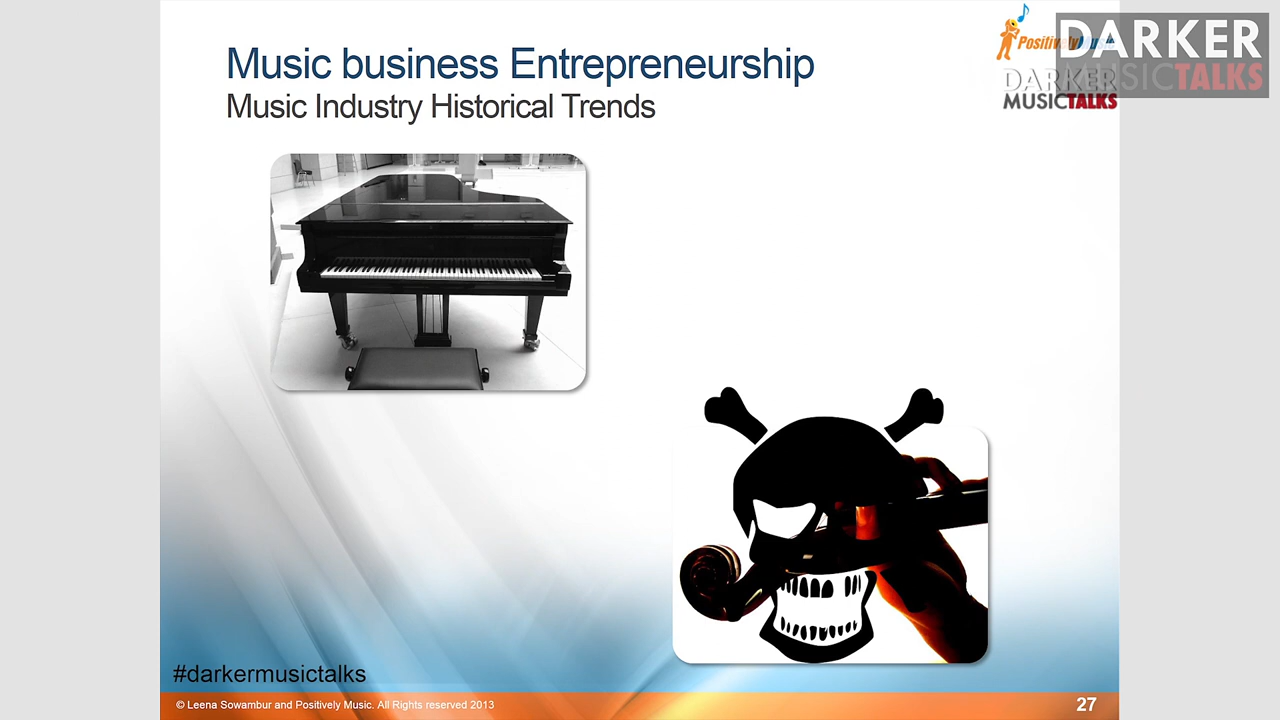 Music business Entrepreneurship
Music Industry Historical Trends
PositivelyMusic
DARKER
MUSICTALKS
DARKER
MUSICTALKS
#darkermusictalks
© Leena Sowambur and Positively Music. All Rights reserved 2013
27